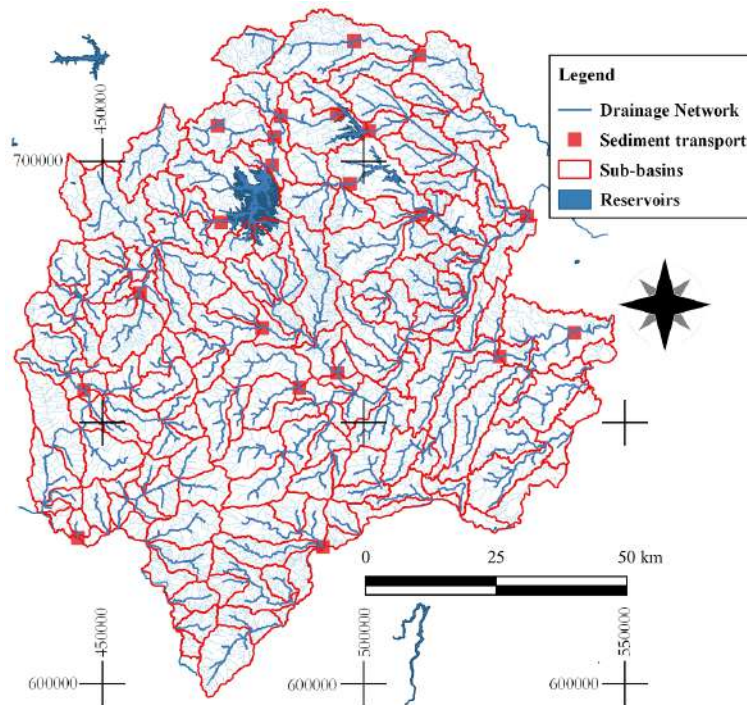 Legend
Drainage Network
Sediment transport
Sub-basins
Reservoirs
450000
700000
0 25 50 km
450000
500000
550000
600000
600000
600000